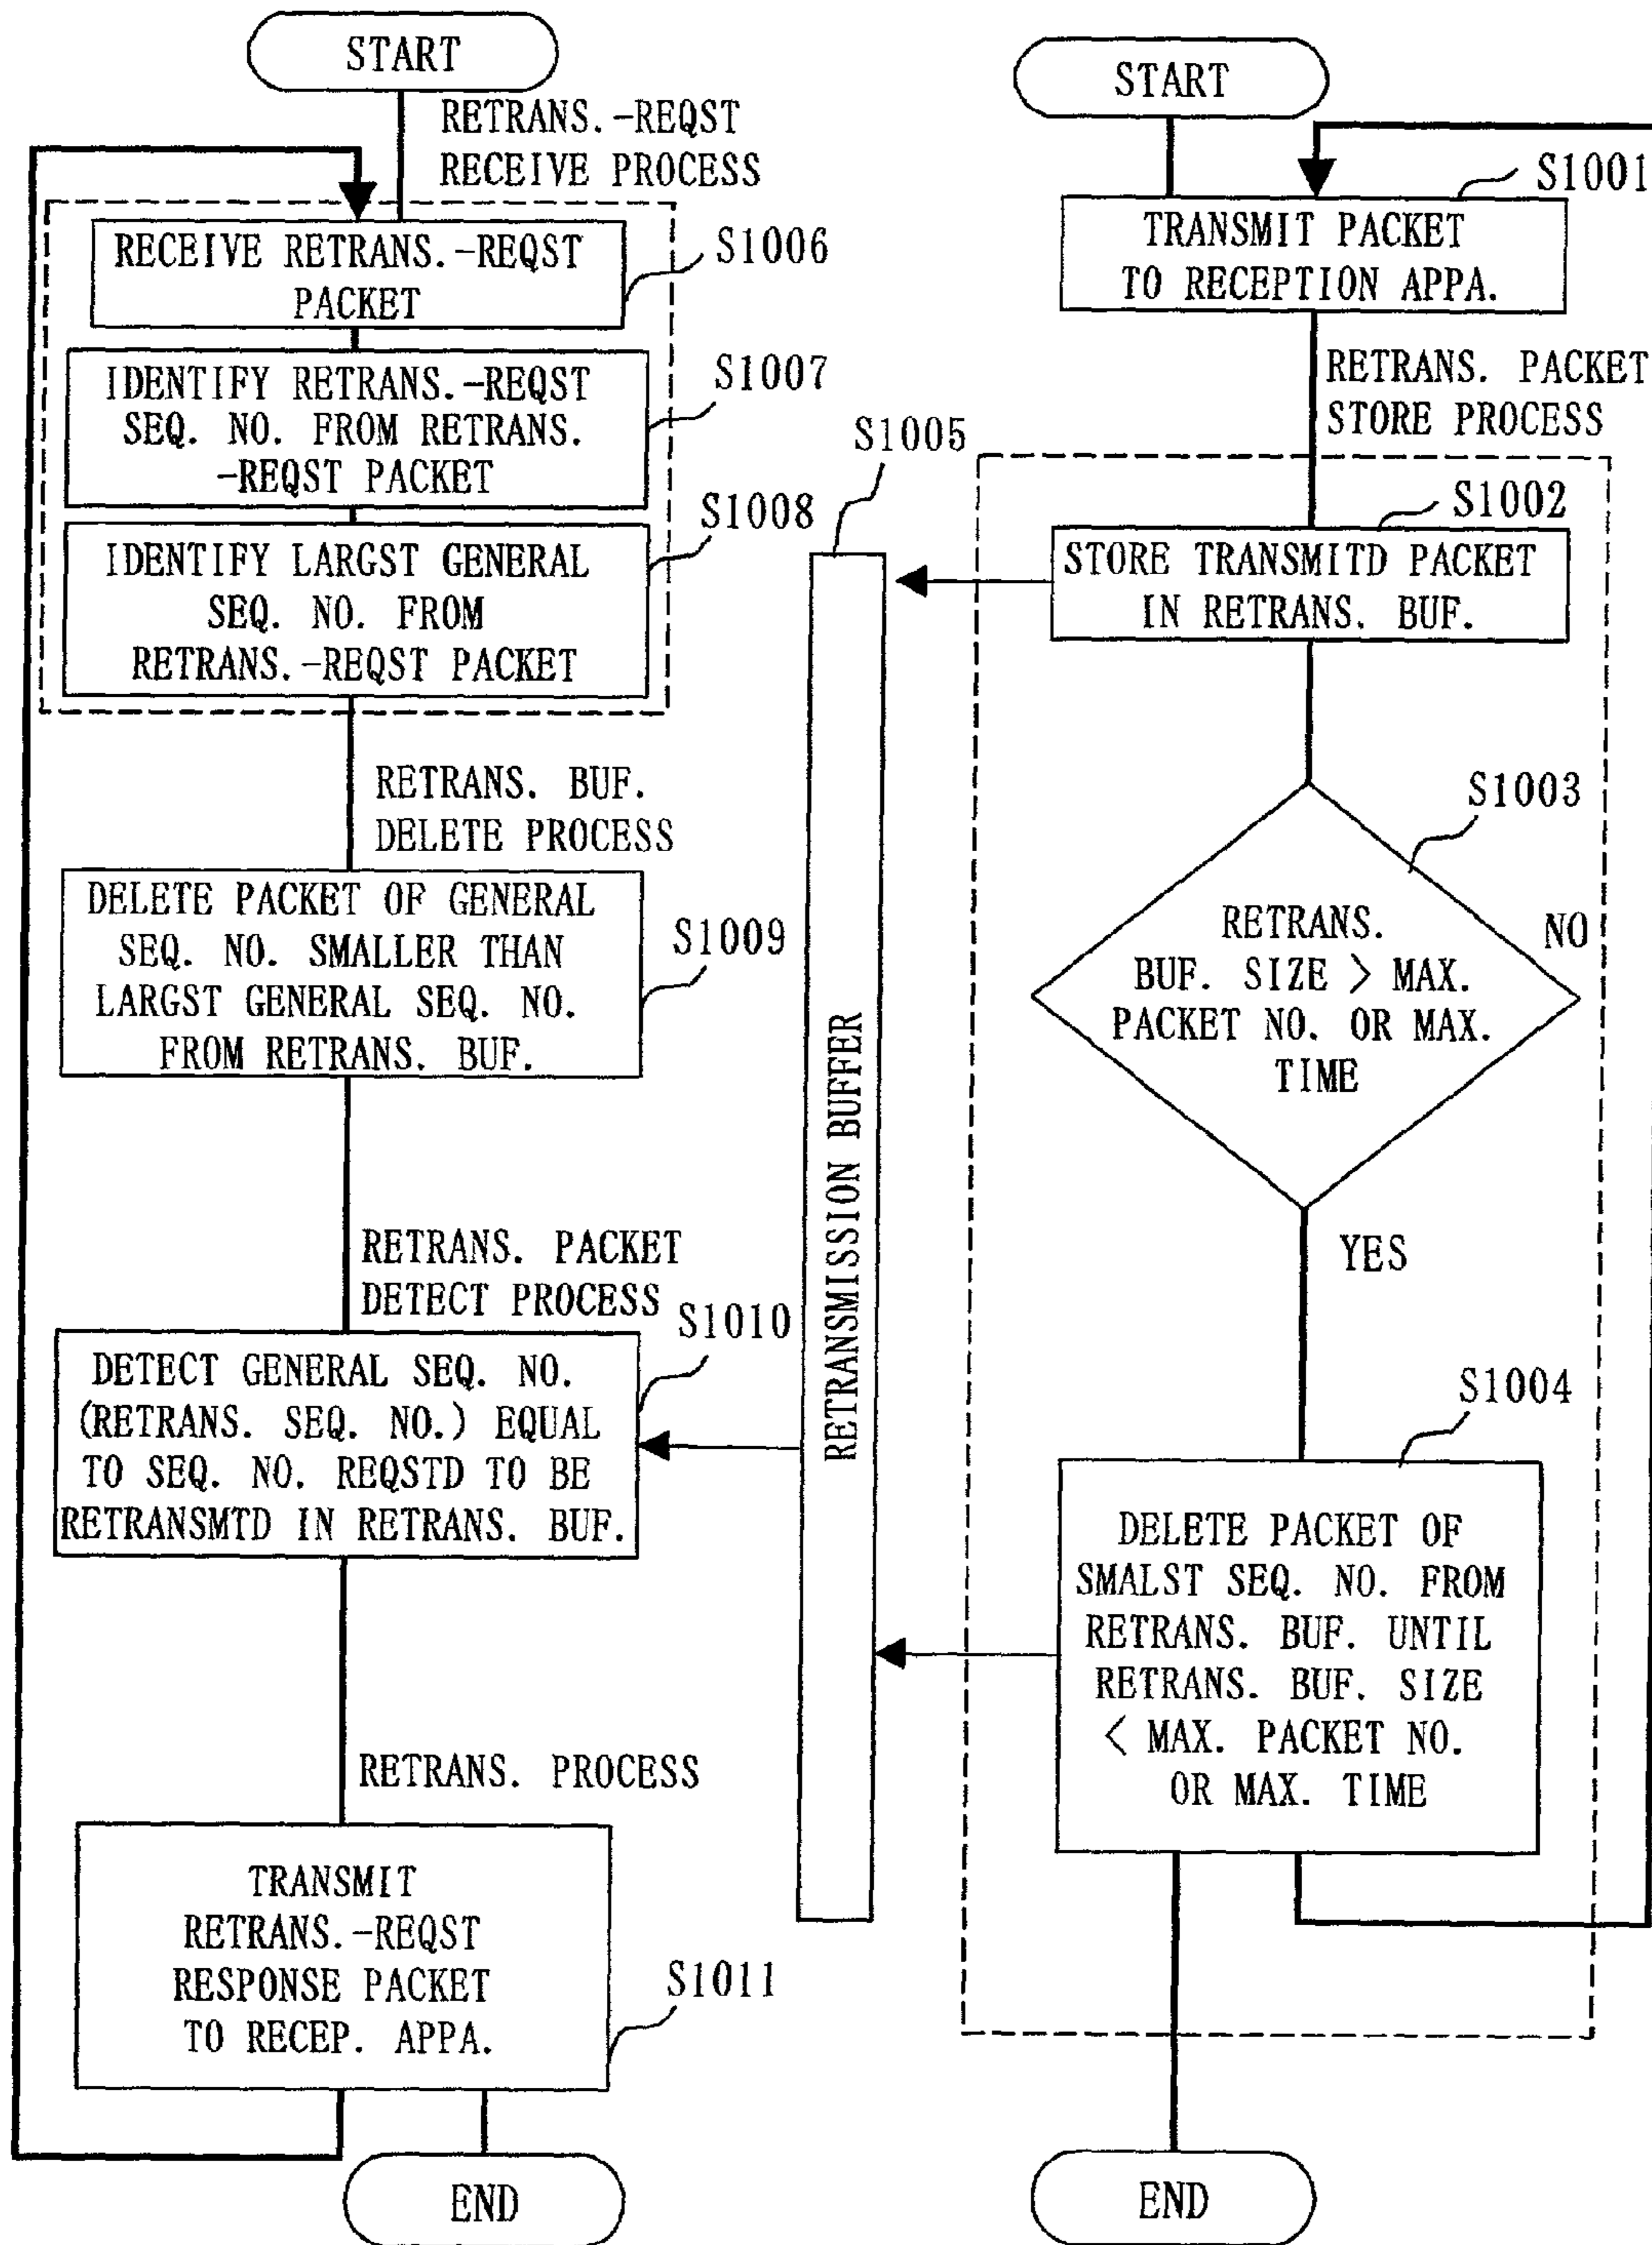 START
RETRANS.-REQST
RECEIVE PROCESS
RECEIVE RETRANS.-REQST
PACKET
S1006
IDENTIFY RETRANS.-REQST
SEQ. NO. FROM RETRANS.
-REQST PACKET
S1007
IDENTIFY LARGST GENERAL
SEQ. NO. FROM
RETRANS.-REQST PACKET
S1008
RETRANS. BUF.
DELETE PROCESS
DELETE PACKET OF GENERAL
SEQ. NO. SMALLER THAN
LARGST GENERAL SEQ. NO.
FROM RETRANS. BUF.
S1009
RETRANS. PACKET
DETECT PROCESS
S1010
DETECT GENERAL SEQ. NO.
(RETRANS. SEQ. NO.) EQUAL
TO SEQ. NO. REQSTD TO BE
RETRANSMTD IN RETRANS. BUF.
RETRANS. PROCESS
TRANSMIT
RETRANS.-REQST
RESPONSE PACKET
TO RECEP. APPA.
S1011
END
S1005
RETRANSMISSION BUFFER
START
S1001
TRANSMIT PACKET
TO RECEPTION APPA.
RETRANS. PACKET
STORE PROCESS
S1002
STORE TRANSMITD PACKET
IN RETRANS. BUF.
S1003
RETRANS.
BUF. SIZE > MAX.
PACKET NO. OR MAX.
TIME
NO
YES
S1004
DELETE PACKET OF
SMALST SEQ. NO. FROM
RETRANS. BUF. UNTIL
RETRANS. BUF. SIZE
< MAX. PACKET NO.
OR MAX. TIME
END